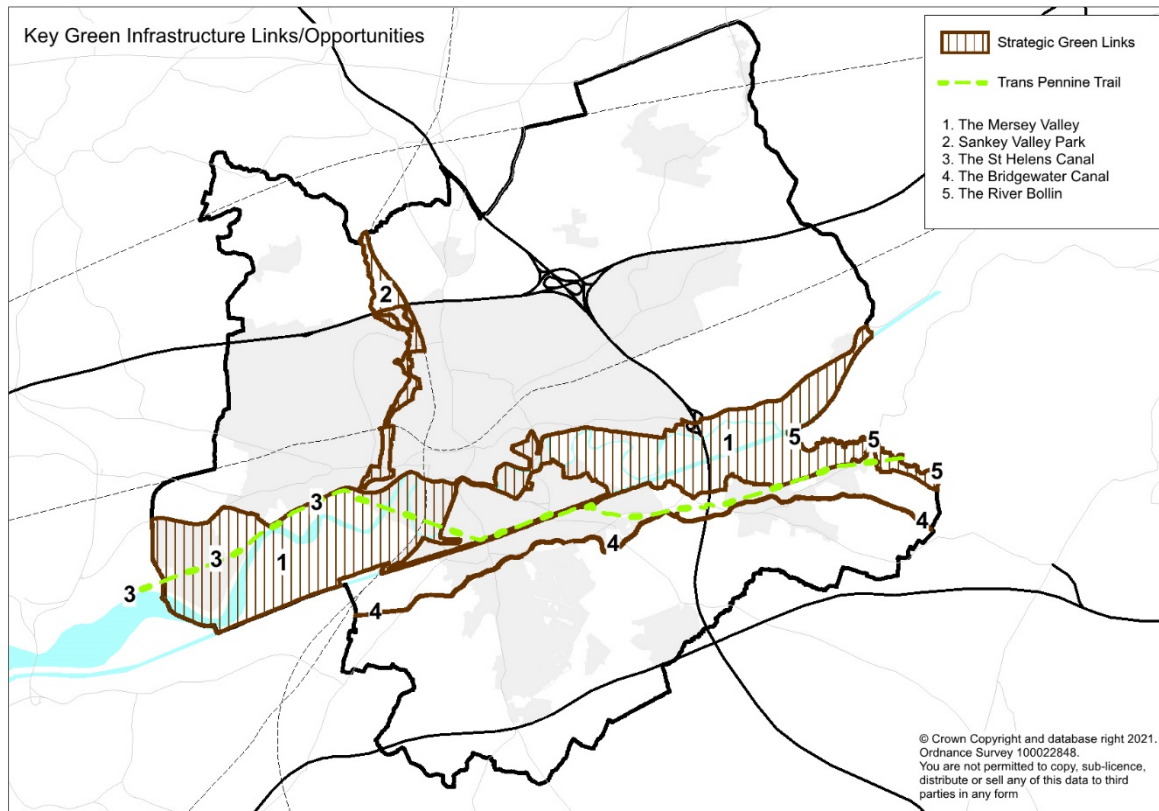 Key Green Infrastructure Links/Opportunities
Strategic Green Links
Trans Pennine Trail
1. The Mersey Valley
2. Sankey Valley Park
3. The St Helens Canal
4. The Bridgewater Canal
5. The River Bollin
2
1
5
5
5
3
4
3
4
1
3
4
© Crown Copyright and database right 2021.
Ordnance Survey 100022848.
You are not permitted to copy, sub-licence,
distribute or sell any of this data to third
parties in any form